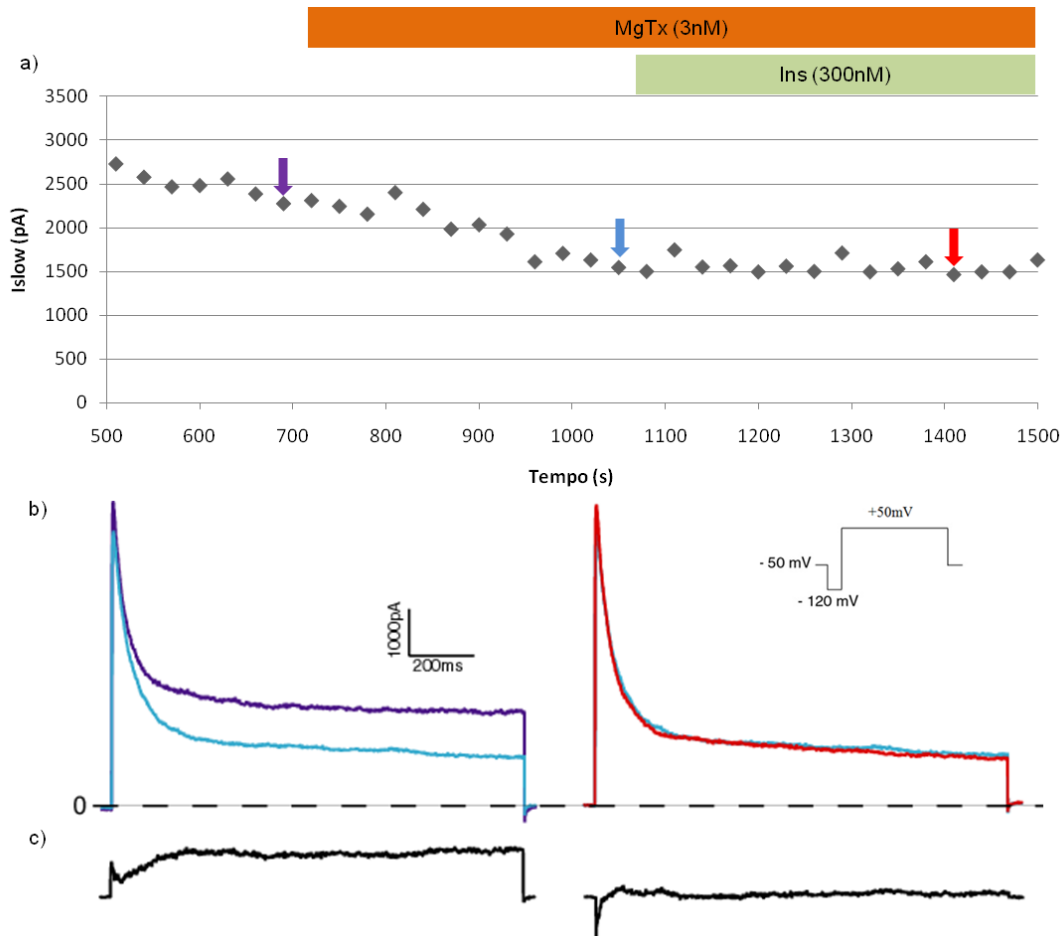 MgTx (3nM)
a)
Ins (300nM)
3500
3000
2500
2000
1500
1000
500
0
Islow (pA)
500 600 700 800 900 1000 1100 1200 1300 1400 1500
Tempo (s)
b)
+50mV
- 50 mV
- 120 mV
1000pA
200ms
0
c)